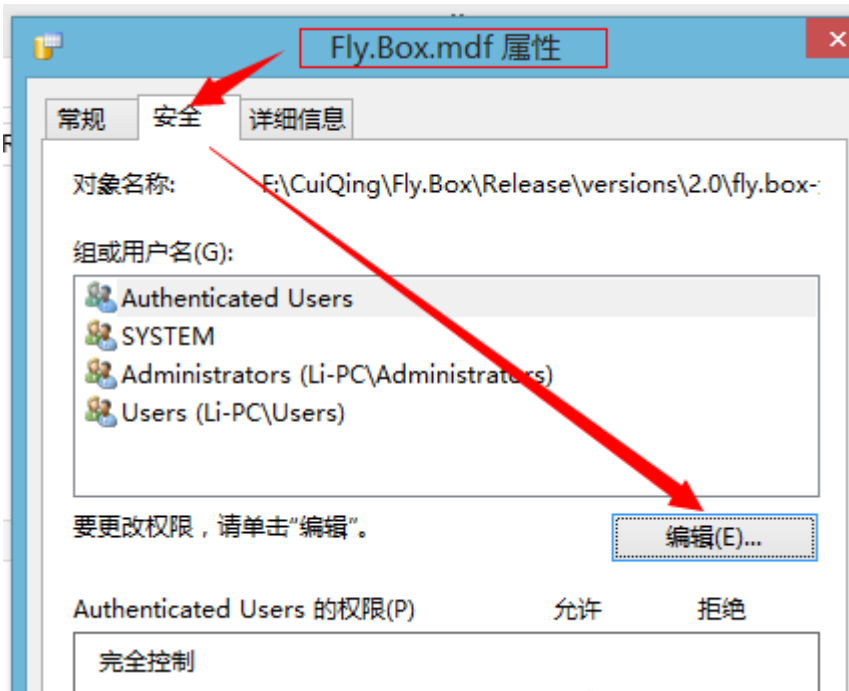 Fly.Box.mdf 属性
常规 安全 详细信息
对象名称: F:\CuiQing\Fly.Box\Release\versions\2.0\fly.box-
组或用户名(G):
Authenticated Users
SYSTEM
Administrators (Li-PC\Administrators)
Users (Li-PC\Users)
要更改权限，请单击“编辑”。
编辑(E)...
Authenticated Users 的权限(P) 允许 拒绝
完全控制